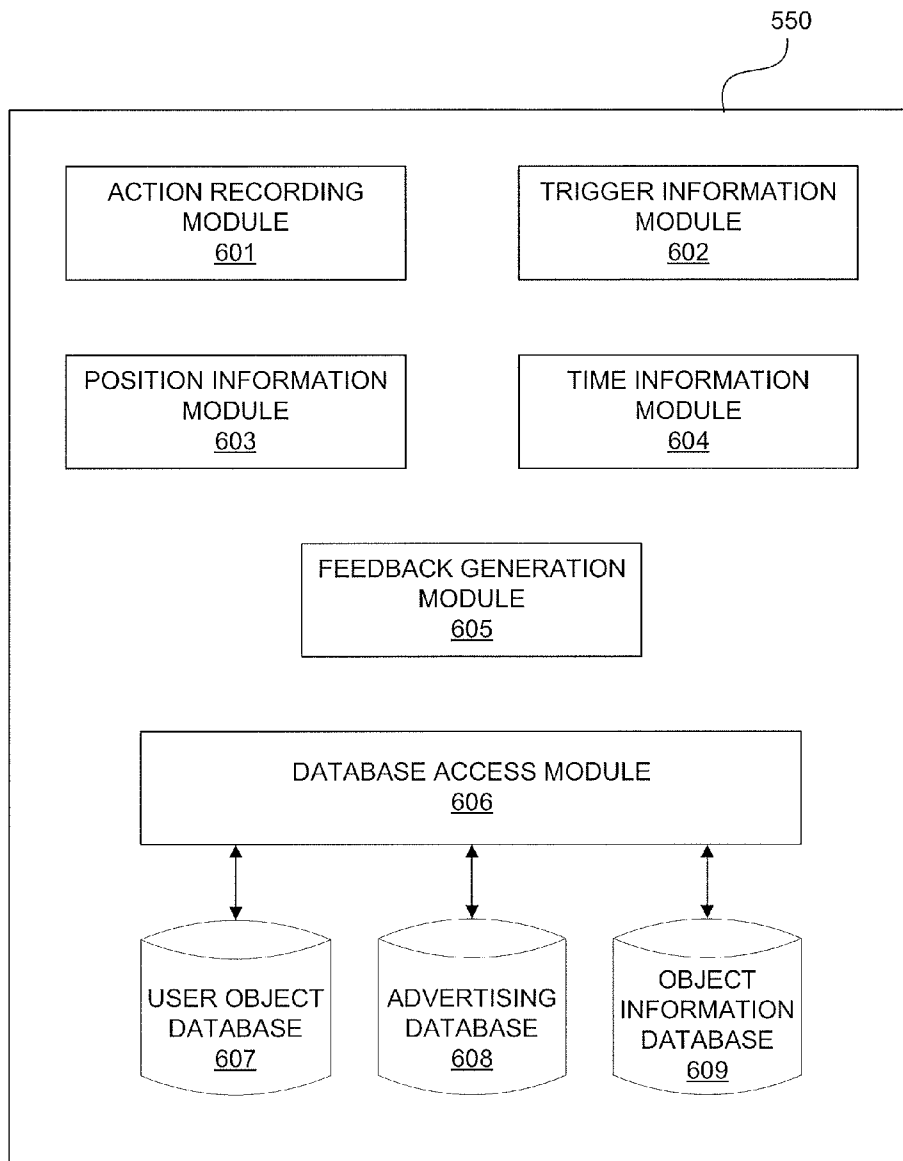 550
ACTION RECORDING
MODULE
601
TRIGGER INFORMATION
MODULE
602
POSITION INFORMATION
MODULE
603
TIME INFORMATION
MODULE
604
FEEDBACK GENERATION
MODULE
605
DATABASE ACCESS MODULE
606
USER OBJECT
DATABASE
607
ADVERTISING
DATABASE
608
OBJECT
INFORMATION
DATABASE
609